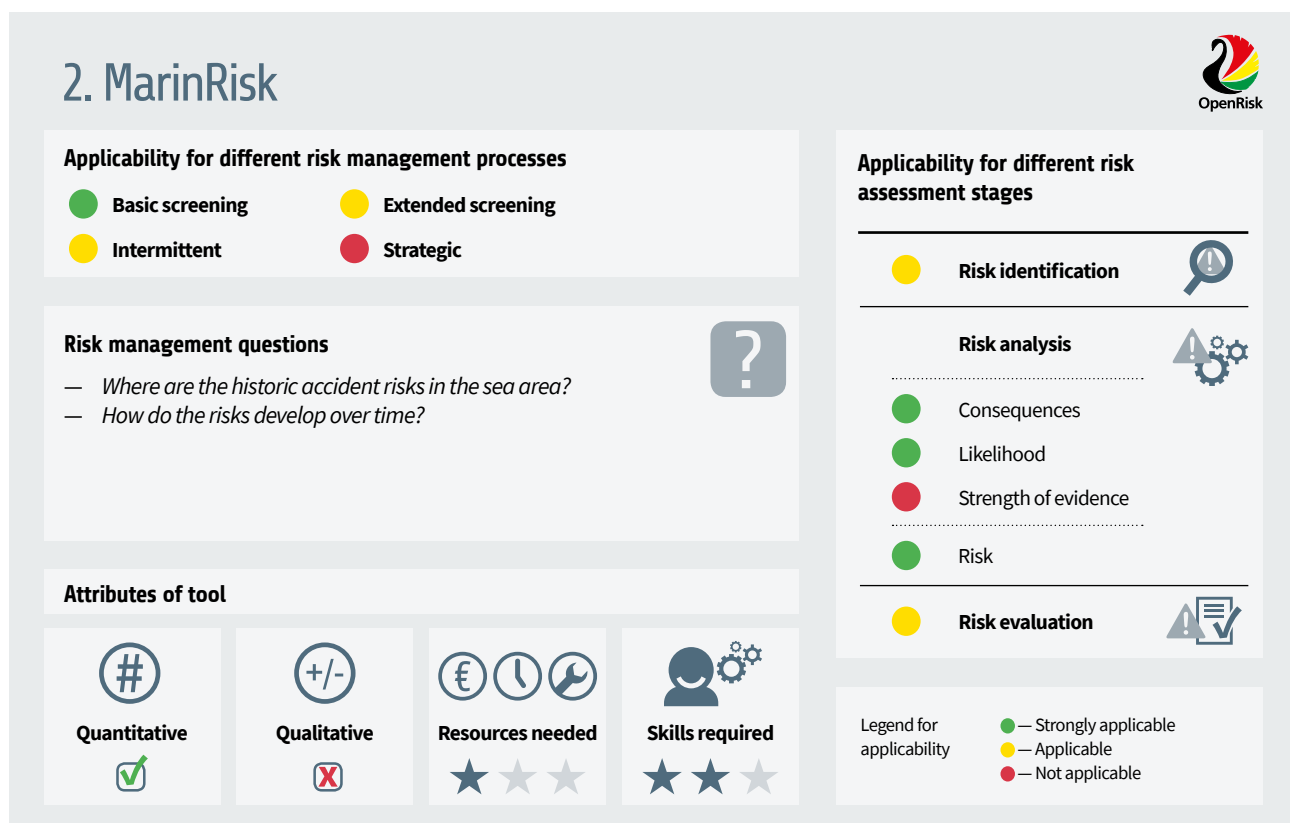 2. MarinRisk
OpenRisk
Applicability for different risk management processes
Basic screening
Extended screening
Intermittent
Strategic
Risk management questions
?
— Where are the historic accident risks in the sea area?
— How do the risks develop over time?
Attributes of tool
#
Quantitative
+/-
Qualitative
€
Resources needed
Skills required
Applicability for different risk
assessment stages
Risk identification
Risk analysis
Consequences
Likelihood
Strength of evidence
Risk
Risk evaluation
Legend for
applicability
— Strongly applicable
— Applicable
— Not applicable